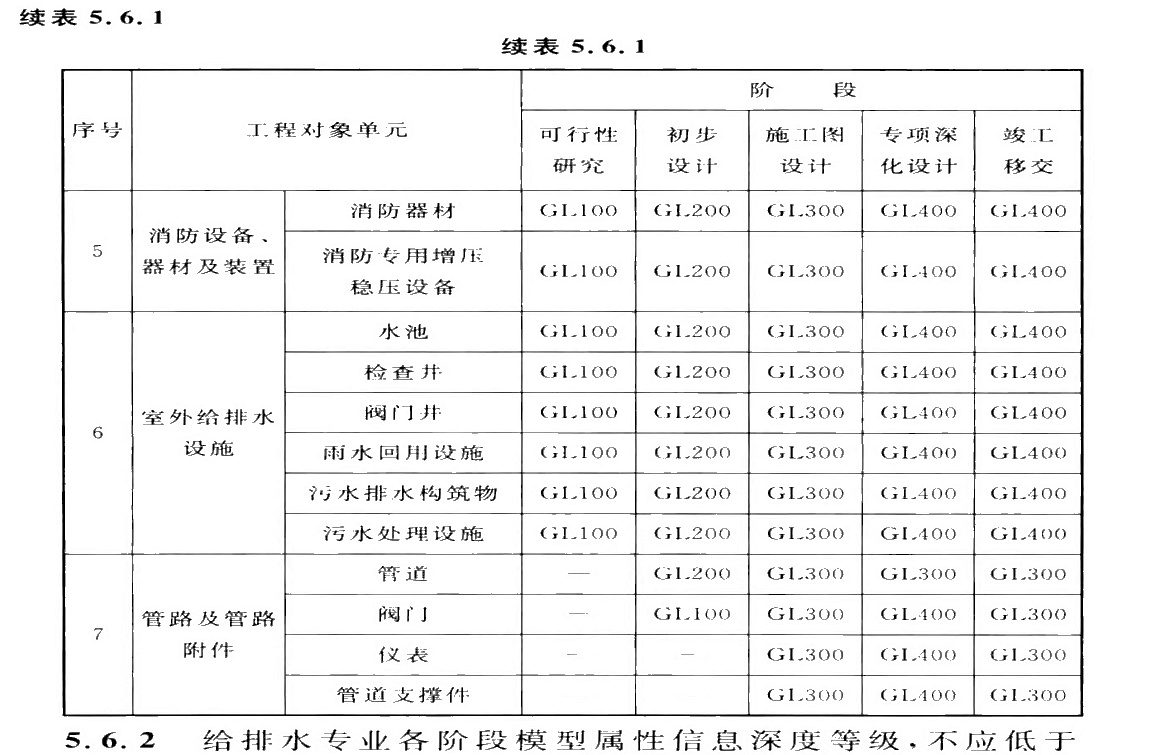 续表 5.6.1
续表 5.6.1
序号 工程对象单元 阶 段
可行性研究 初步设计 施工图设计 专项深化设计 竣工移交
5 消防设备、器材及装置 消防器材 GL100 GL200 GL300 GL400 GL400
消防专用增压稳压设备 GL100 GL200 GL300 GL400 GL400
6 室外给排水设施 水池 GL100 GL200 GL300 GL400 GL400
检查井 GL100 GL200 GL300 GL400 GL400
阀门井 GL100 GL200 GL300 GL400 GL400
雨水回用设施 GL100 GL200 GL300 GL400 GL400
污水排水构筑物 GL100 GL200 GL300 GL400 GL400
污水处理设施 GL100 GL200 GL300 GL400 GL400
7 管路及管路附件 管道 — GL200 GL300 GL300 GL300
阀门 — GL100 GL300 GL400 GL300
仪表 — — GL300 GL400 GL300
管道支撑件 GL300 GL400 GL300
5.6.2 给排水专业各阶段模型属性信息深度等级,不应低于